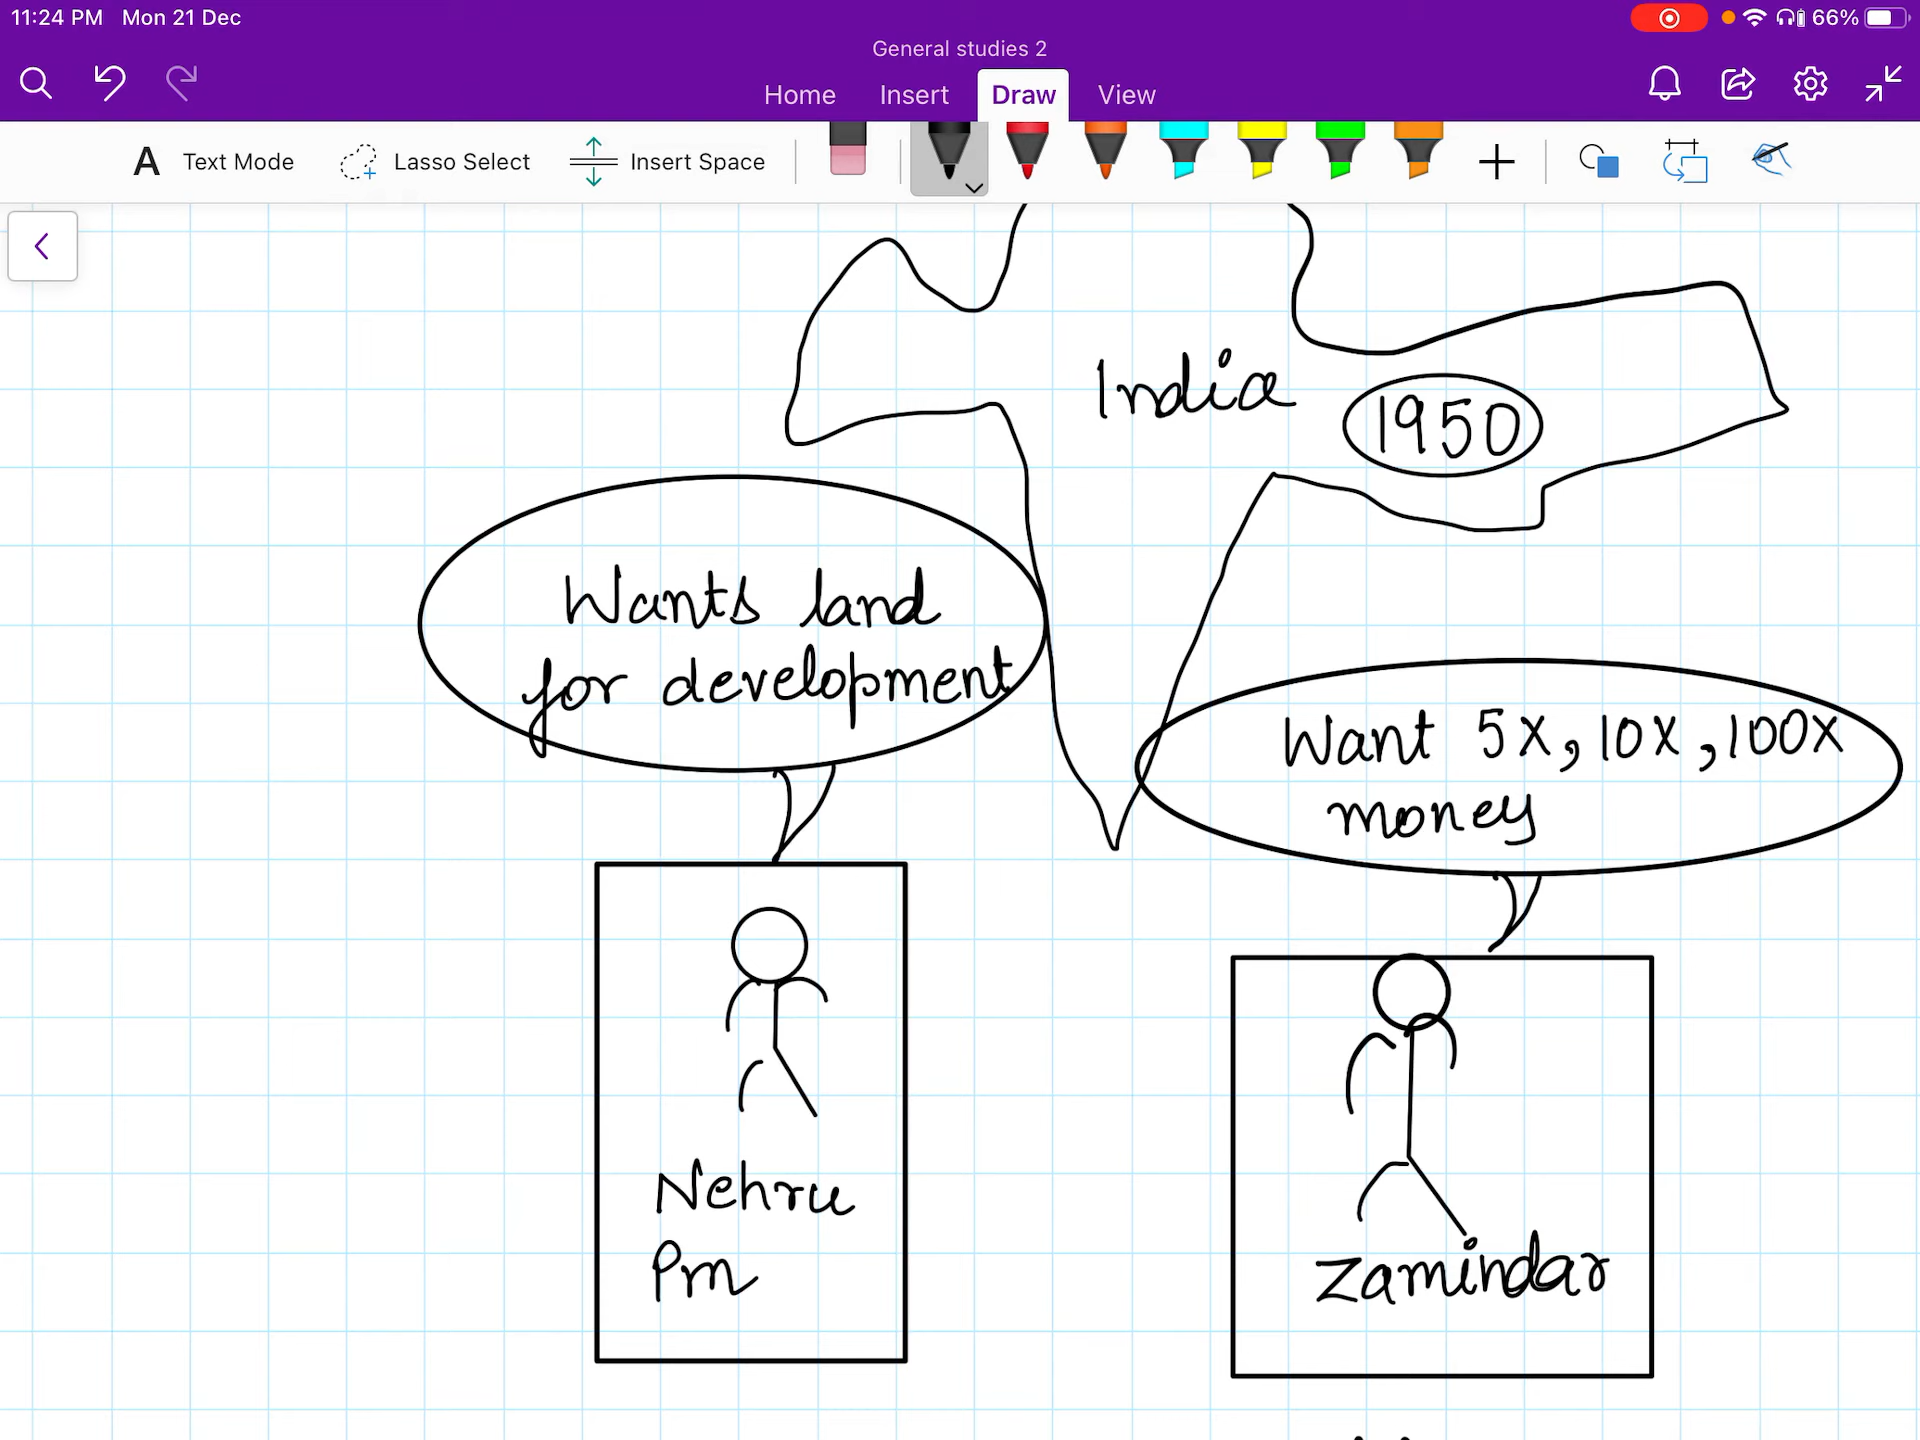 11:24 PM Mon 21 Dec
66%
General studies 2
Home Insert Draw View
A Text Mode Lasso Select Insert Space
India
1950
Wants land
for development
Want 5X, 10X, 100X
money
Nehru
Pm
Zamindar